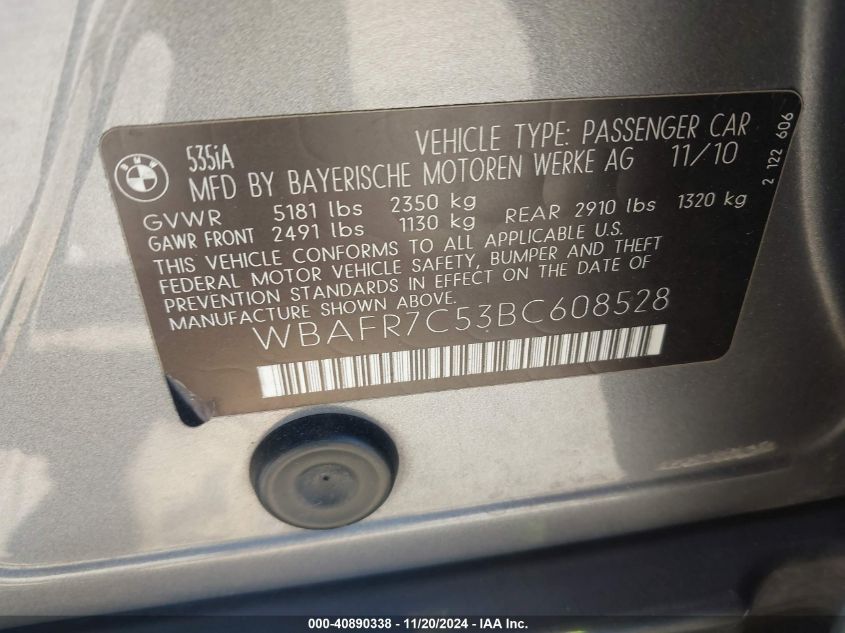 BMW
535iA VEHICLE TYPE: PASSENGER CAR
MFD BY BAYERISCHE MOTOREN WERKE AG 11/10
GVWR 5181 lbs 2350 kg
GAWR FRONT 2491 lbs 1130 kg REAR 2910 lbs 1320 kg
THIS VEHICLE CONFORMS TO ALL APPLICABLE U.S.
FEDERAL MOTOR VEHICLE SAFETY, BUMPER AND THEFT
PREVENTION STANDARDS IN EFFECT ON THE DATE OF
MANUFACTURE SHOWN ABOVE.
WBAFR7C53BC608528
2 122 606
000-40890338 - 11/20/2024 - IAA Inc.